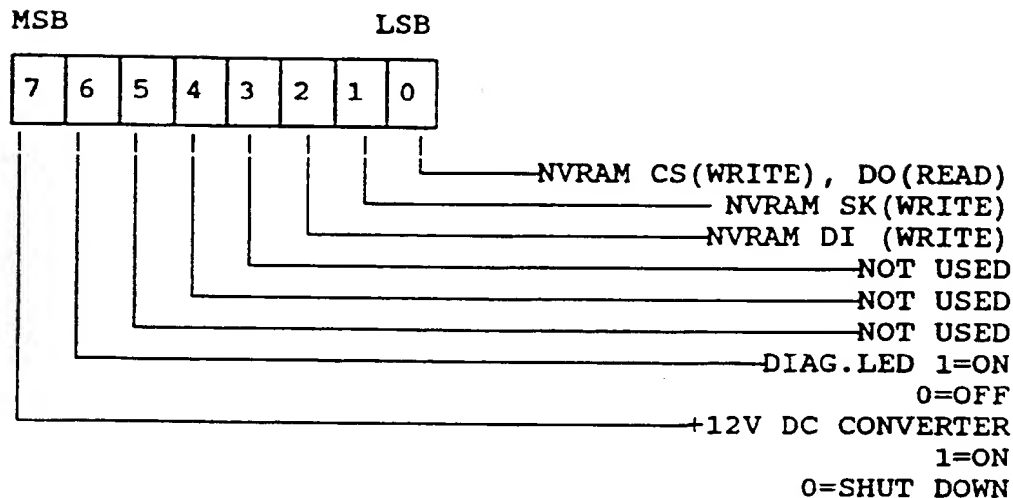 MSB LSB
7 6 5 4 3 2 1 0
NVRAM CS(WRITE), DO(READ)
NVRAM SK(WRITE)
NVRAM DI (WRITE)
NOT USED
NOT USED
NOT USED
DIAG.LED 1=ON
0=OFF
+12V DC CONVERTER
1=ON
0=SHUT DOWN